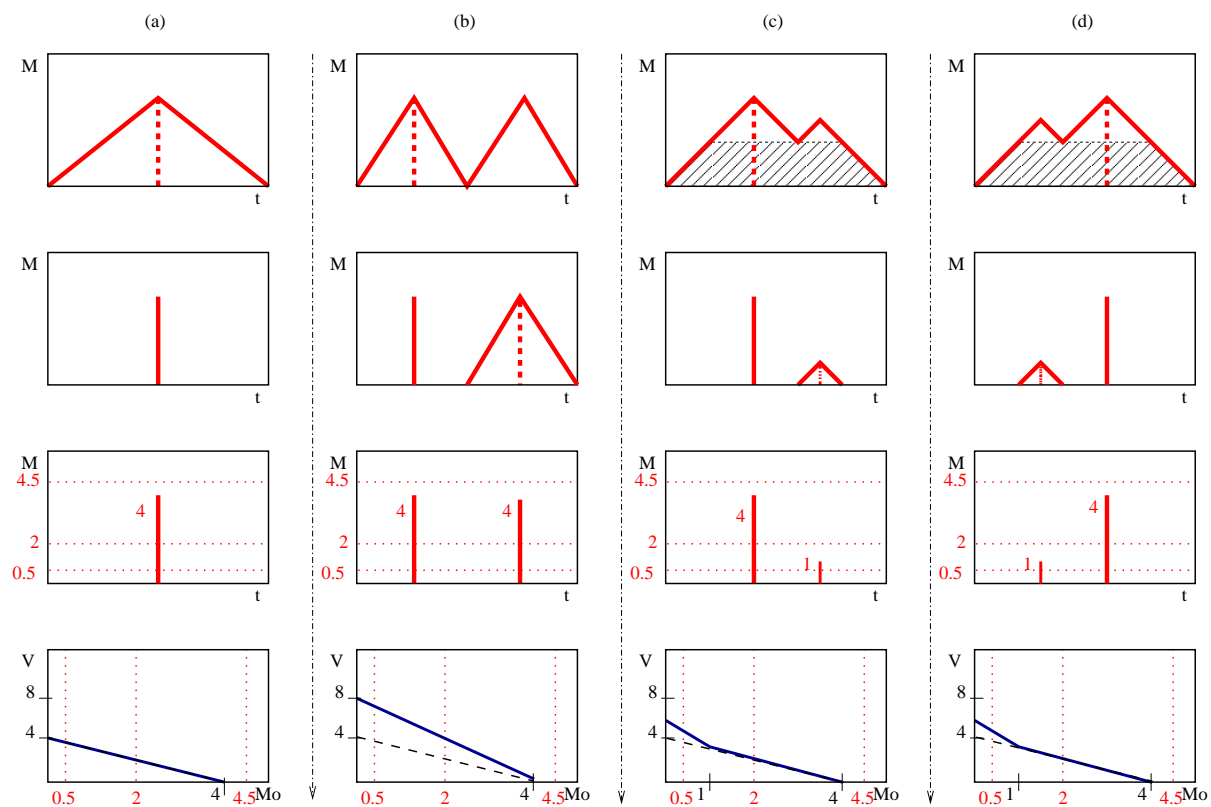 (a) (b) (c) (d)
M M M M
t t t t
M M M M
t t t t
M M M M
4.5 4.5 4.5 4.5
4 4 4 4 4
2 2 2 2
1 1
0.5 0.5 0.5 0.5
t t t t
V V V V
8 8 8 8
4 4 4 4
0.5 2 4 4.5 Mo 0.5 2 4 4.5 Mo 1 0.5 2 4 4.5 Mo 1 0.5 2 4 4.5 Mo